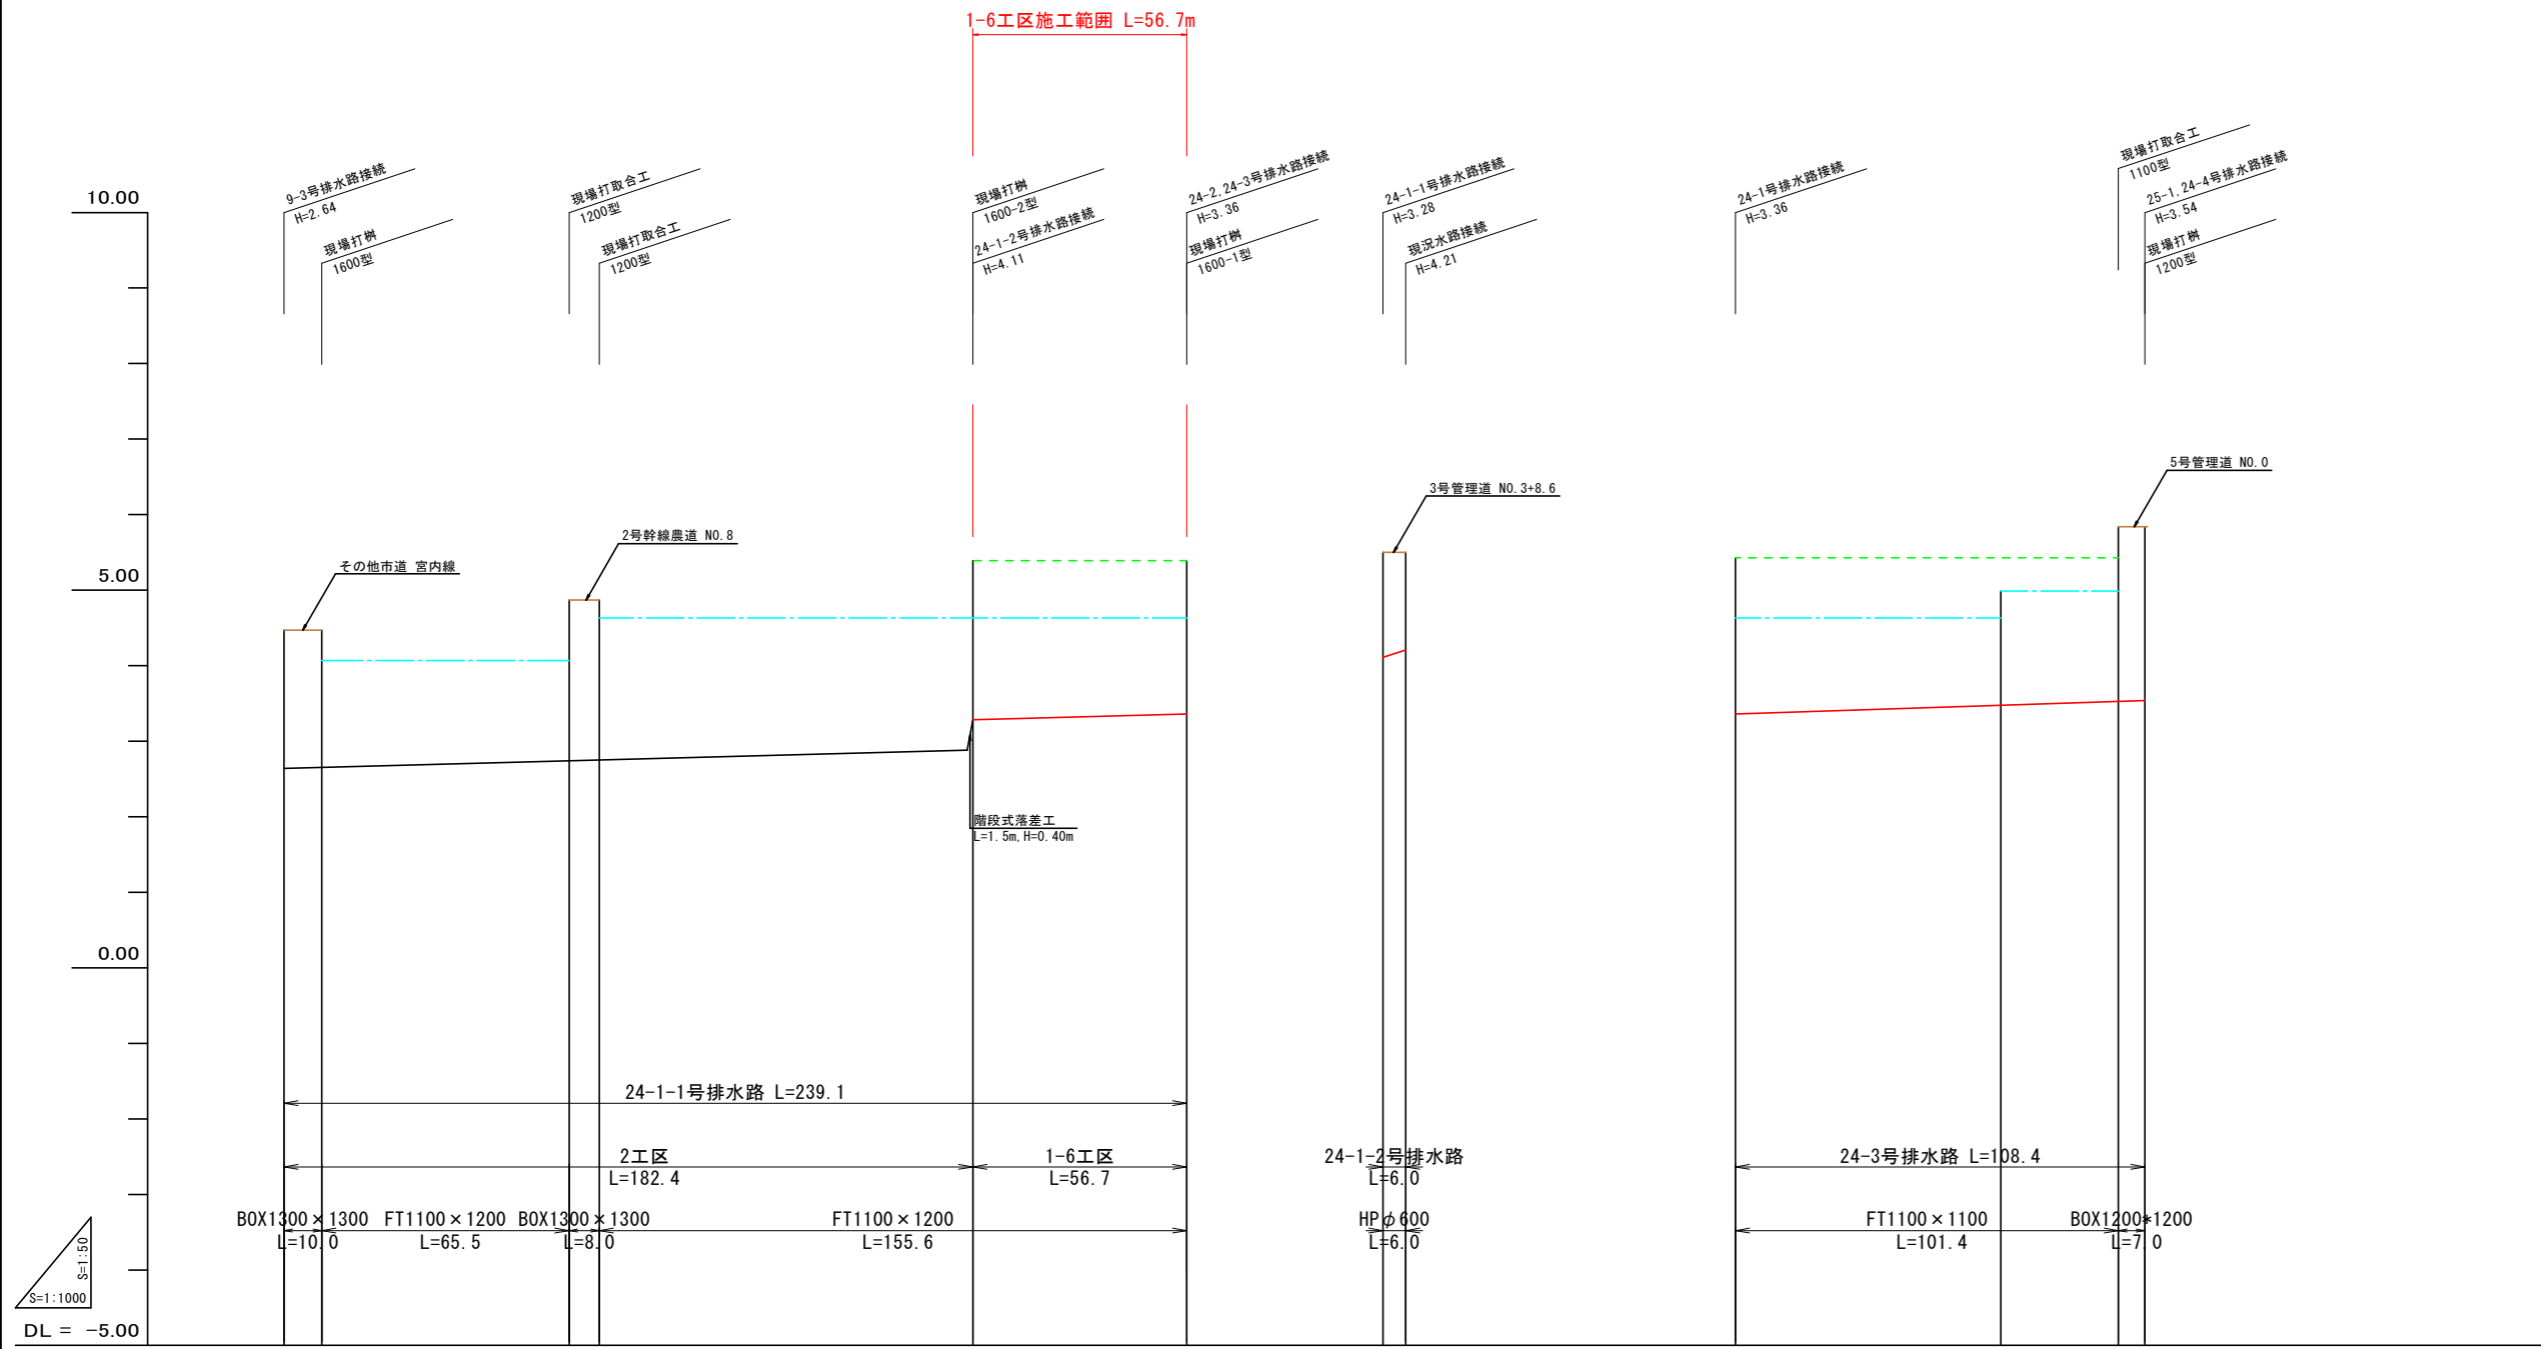 1-6工区施工範囲 L=56.7m
9-3号排水路接続
H=2.64
現場打桝
1600型
現場打取合工
1200型
現場打取合工
1200型
現場打桝
1600-2型
24-1-2号排水路接続
H=4.11
24-2,24-3号排水路接続
H=3.36
現場打桝
1600-1型
24-1-1号排水路接続
H=3.28
現況水路接続
H=4.21
24-1号排水路接続
H=3.36
現場打取合工
1100型
25-1,24-4号排水路接続
H=3.54
現場打桝
1200型
10.00
5.00
0.00
DL = -5.00
その他市道 宮内線
2号幹線農道 NO.8
3号管理道 NO.3+8.6
5号管理道 NO.0
階段式落差工
L=1.5m,H=0.40m
24-1-1号排水路 L=239.1
2工区
L=182.4
1-6工区
L=56.7
24-1-2号排水路
L=6.0
24-3号排水路 L=108.4
BOX1300×1300
L=10.0
FT1100×1200
L=65.5
BOX1300×1300
L=8.0
FT1100×1200
L=155.6
HPφ600
L=6.0
FT1100×1100
L=101.4
BOX1200*1200
L=7.0
S=1:50
S=1:1000